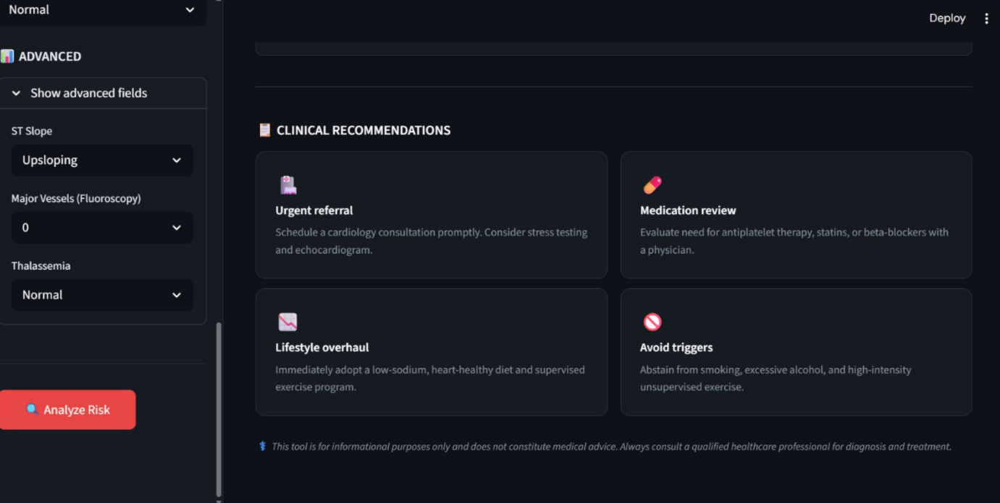 Normal
ADVANCED
Show advanced fields
ST Slope
Upsloping
Major Vessels (Fluoroscopy)
0
Thalassemia
Normal
Analyze Risk
Deploy
CLINICAL RECOMMENDATIONS
Urgent referral
Schedule a cardiology consultation promptly. Consider stress testing
and echocardiogram.
Medication review
Evaluate need for antiplatelet therapy, statins, or beta-blockers with
a physician.
Lifestyle overhaul
Immediately adopt a low-sodium, heart-healthy diet and supervised
exercise program.
Avoid triggers
Abstain from smoking, excessive alcohol, and high-intensity
unsupervised exercise.
This tool is for informational purposes only and does not constitute medical advice. Always consult a qualified healthcare professional for diagnosis and treatment.